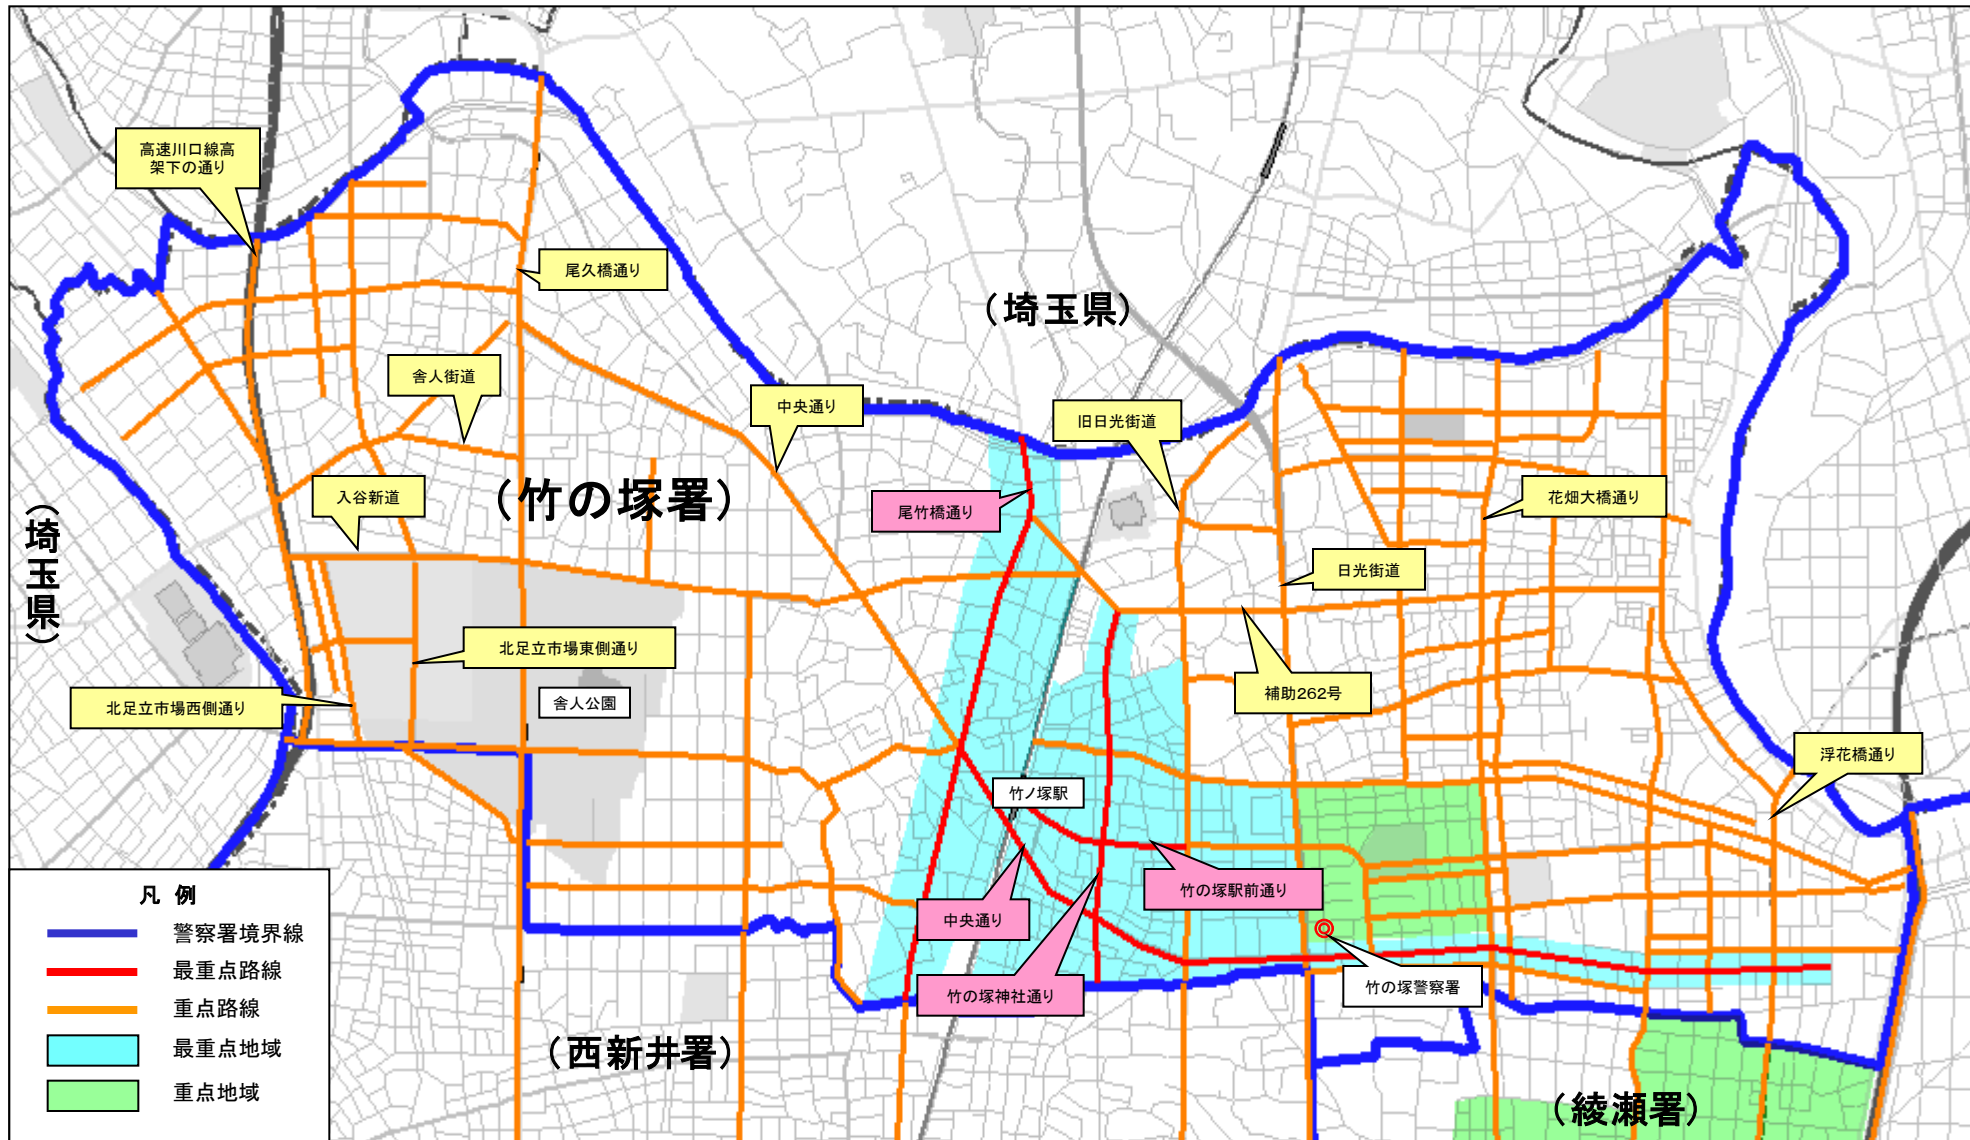 高速川口線高
架下の通り
尾久橋通り
（埼玉県）
舎人街道
中央通り
旧日光街道
入谷新道
（竹の塚署）
尾竹橋通り
花畑大橋通り
（埼玉県）
日光街道
北足立市場東側通り
舎人公園
補助262号
北足立市場西側通り
浮花橋通り
竹ノ塚駅
竹の塚駅前通り
中央通り
竹の塚神社通り
竹の塚警察署
（西新井署）
（綾瀬署）
凡 例
警察署境界線
最重点路線
重点路線
最重点地域
重点地域